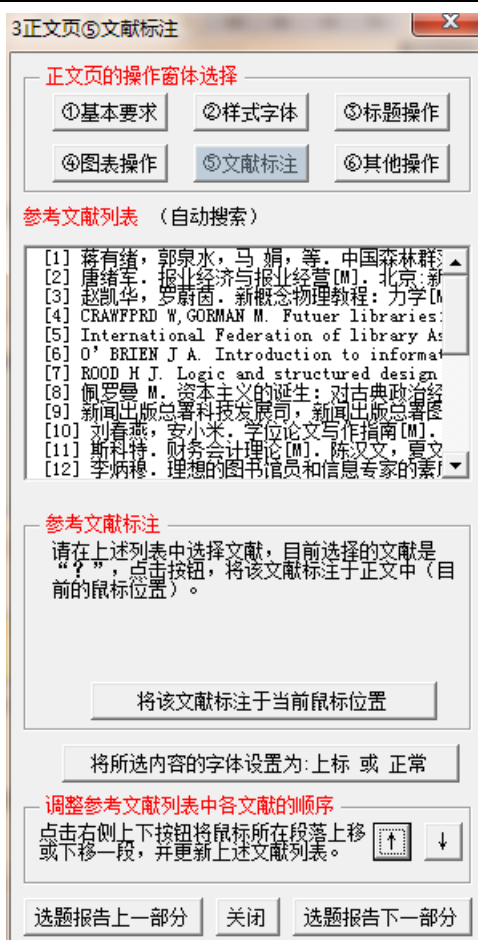 3正文页⑤文献标注
正文页的操作窗体选择
①基本要求 ②样式字体 ③标题操作
④图表操作 ⑤文献标注 ⑥其他操作
参考文献列表 （自动搜索）
[1] 蒋有绪，郭泉水，马 娟，等. 中国森林群
[2] 唐绪军. 报业经济与报业经营[M]. 北京:新
[3] 赵凯华，罗蔚茵. 新概念物理教程: 力学[M
[4] CRAWFPRD W,GORMAN M. Futuer libraries:
[5] International Federation of library As
[6] O’BRIEN J A. Introduction to informat
[7] ROOD H J. Logic and structured design
[8] 佩罗曼 M. 资本主义的诞生: 对古典政治经
[9] 新闻出版总署科技发展司，新闻出版总署图
[10] 刘春燕，安小米. 学位论文写作指南[M].
[11] 斯科特. 财务会计理论[M]. 陈汉文，夏文
[12] 李炳穆. 理想的图书馆员和信息专家的素
参考文献标注
请在上述列表中选择文献，目前选择的文献是
“？”，点击按钮，将该文献标注于正文中（目
前的鼠标位置）。
将该文献标注于当前鼠标位置
将所选内容的字体设置为:上标 或 正常
调整参考文献列表中各文献的顺序
点击右侧上下按钮将鼠标所在段落上移
或下移一段，并更新上述文献列表。
↑ ↓
选题报告上一部分 关闭 选题报告下一部分